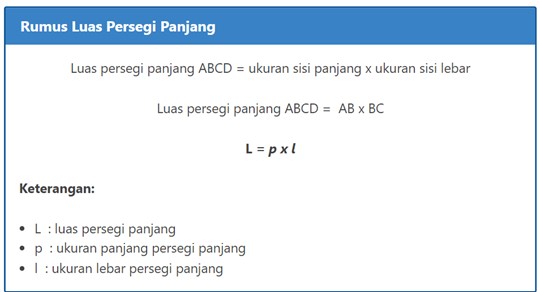 Rumus Luas Persegi Panjang
Luas persegi panjang ABCD = ukuran sisi panjang x ukuran sisi lebar
Luas persegi panjang ABCD =  AB x BC
L = p x l
Keterangan:
• L  : luas persegi panjang
• p  : ukuran panjang persegi panjang
• l  : ukuran lebar persegi panjang